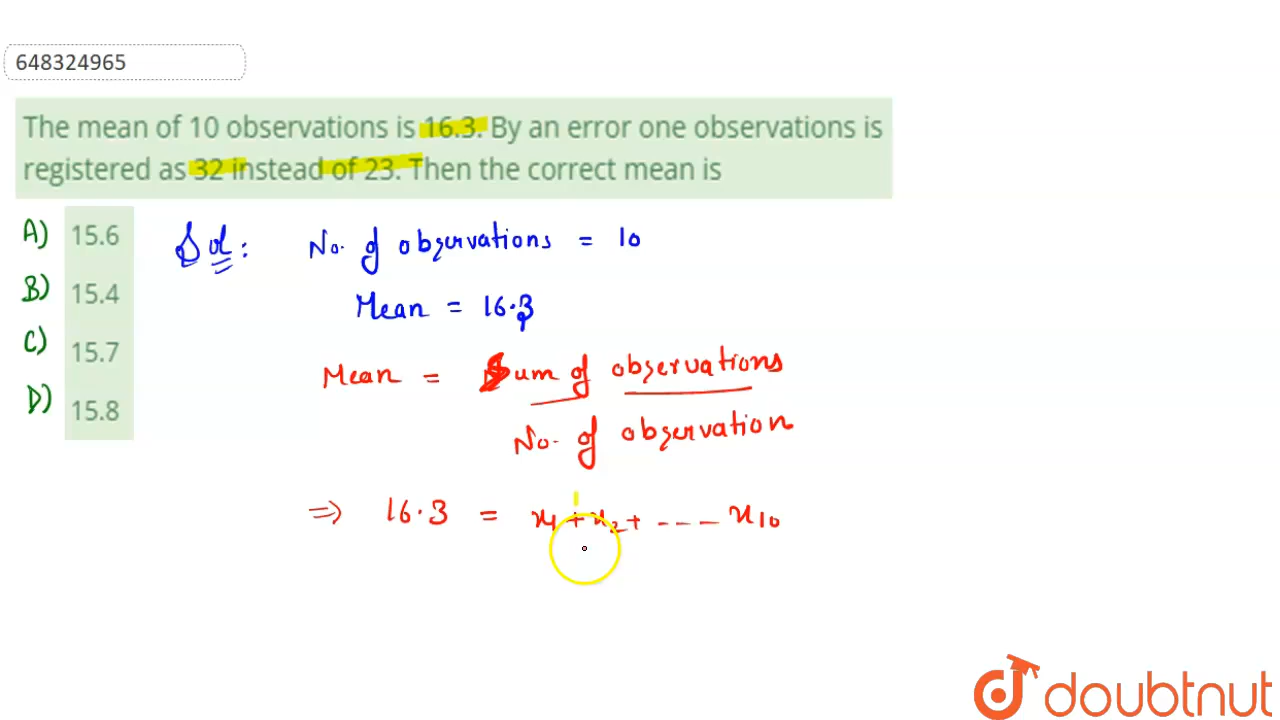 648324965
The mean of 10 observations is 16.3. By an error one observations is
registered as 32 instead of 23. Then the correct mean is
A) 15.6
B) 15.4
C) 15.7
D) 15.8
Sol: No. of observations = 10
Mean = 16.3
Mean = Sum of observations
No. of observation
⇒ 16.3 = x1 + x2 + ---- x10
doubtnut